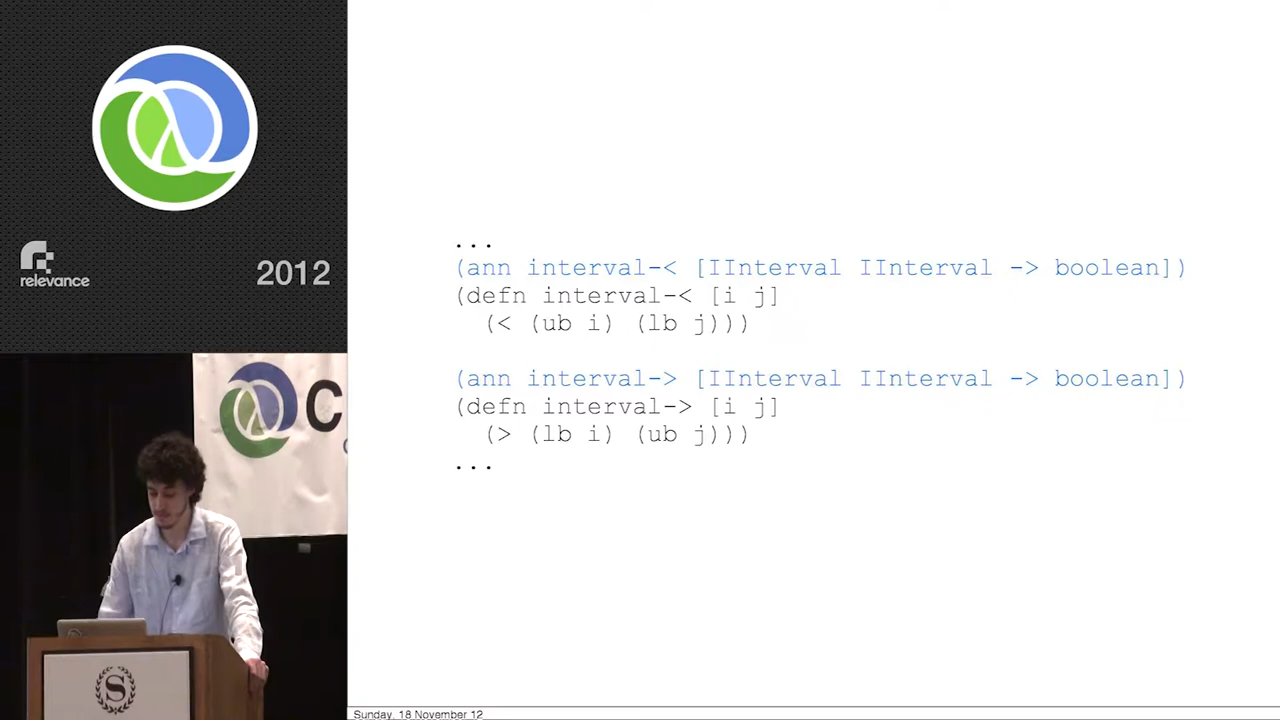 relevance
2012
...
(ann interval-< [IInterval IInterval -> boolean])
(defn interval-< [i j]
  (< (ub i) (lb j)))
(ann interval-> [IInterval IInterval -> boolean])
(defn interval-> [i j]
  (> (lb i) (ub j)))
...
C
S
Sunday, 18 November 12